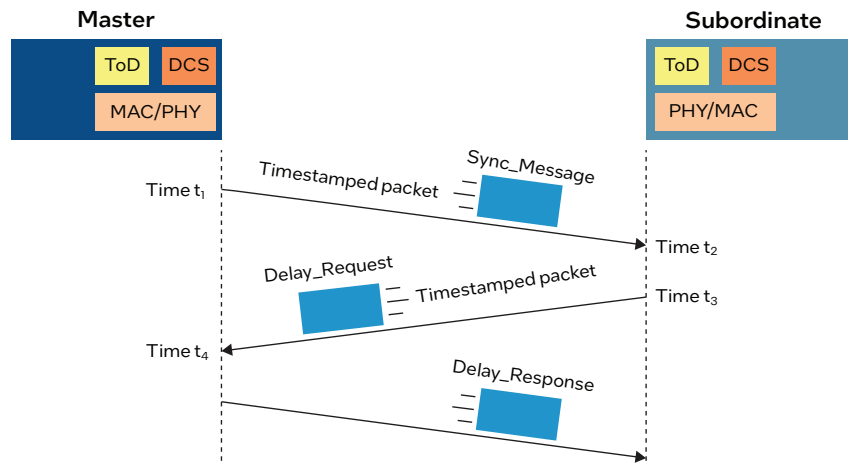 Master
Subordinate
ToD
DCS
ToD
DCS
MAC/PHY
PHY/MAC
Sync_Message
Timestamped packet
Time t₁
Time t₂
Delay_Request
Timestamped packet
Time t₃
Time t₄
Delay_Response